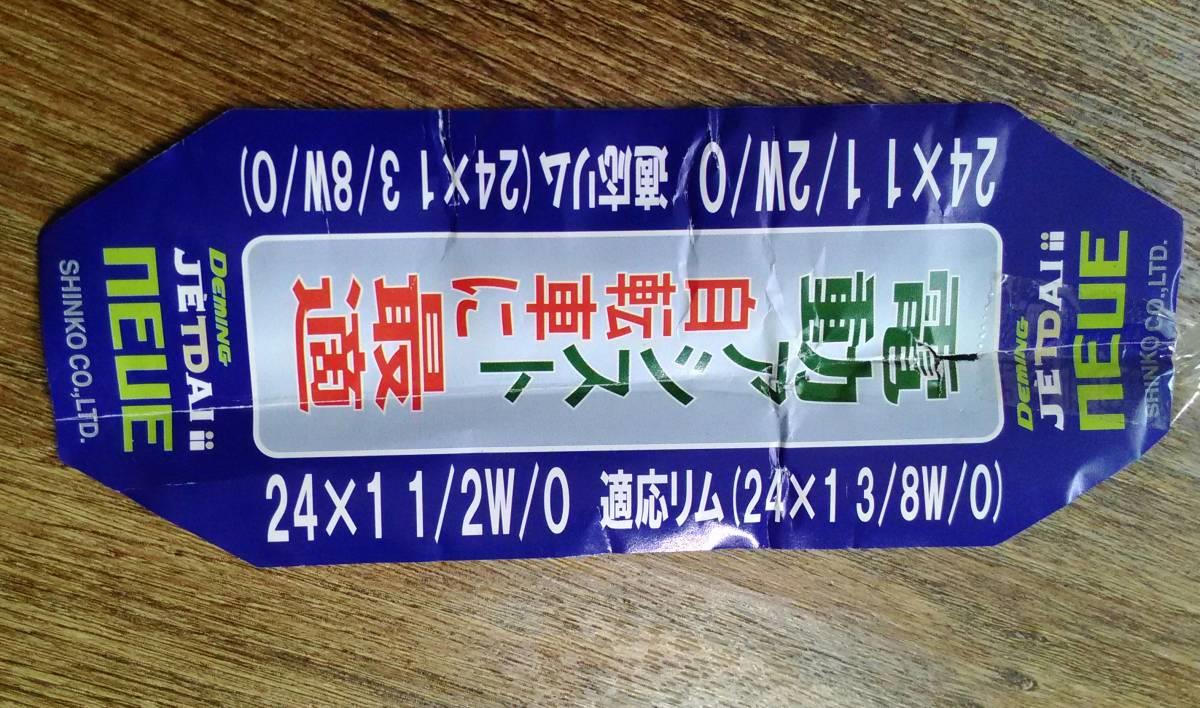 24×1 1/2W/O 適応リム(24×1 3/8W/O)
DEMING
JETDAI iii
NEUE
SHINKO CO.,LTD.
電動アシスト
自転車に
最適
DEMING
JETDAI iii
NEUE
SHINKO CO.,LTD.
24×1 1/2W/O 適応リム(24×1 3/8W/O)